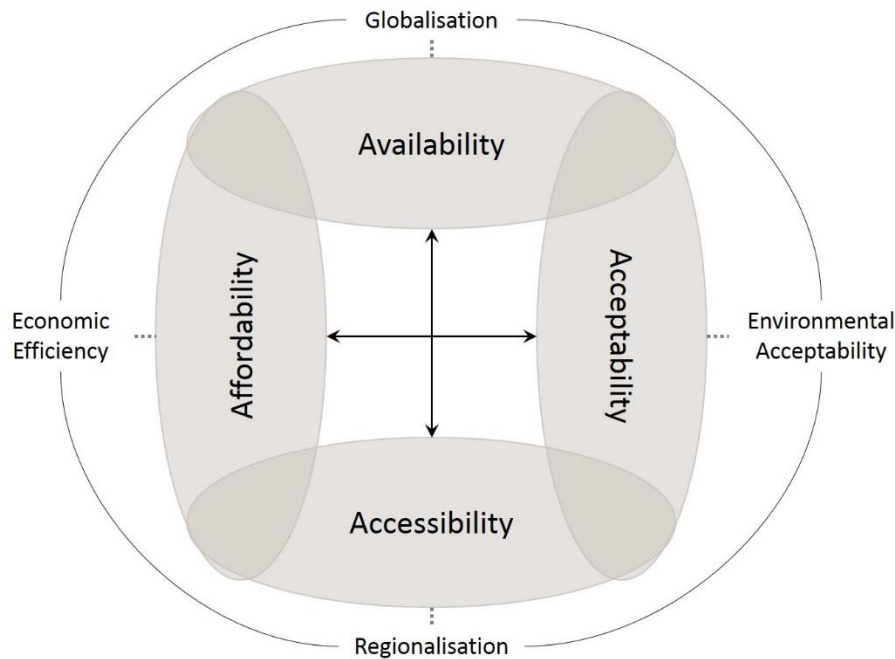 Globalisation
Availability
Economic
Efficiency
Affordability
Acceptability
Environmental
Acceptability
Accessibility
Regionalisation